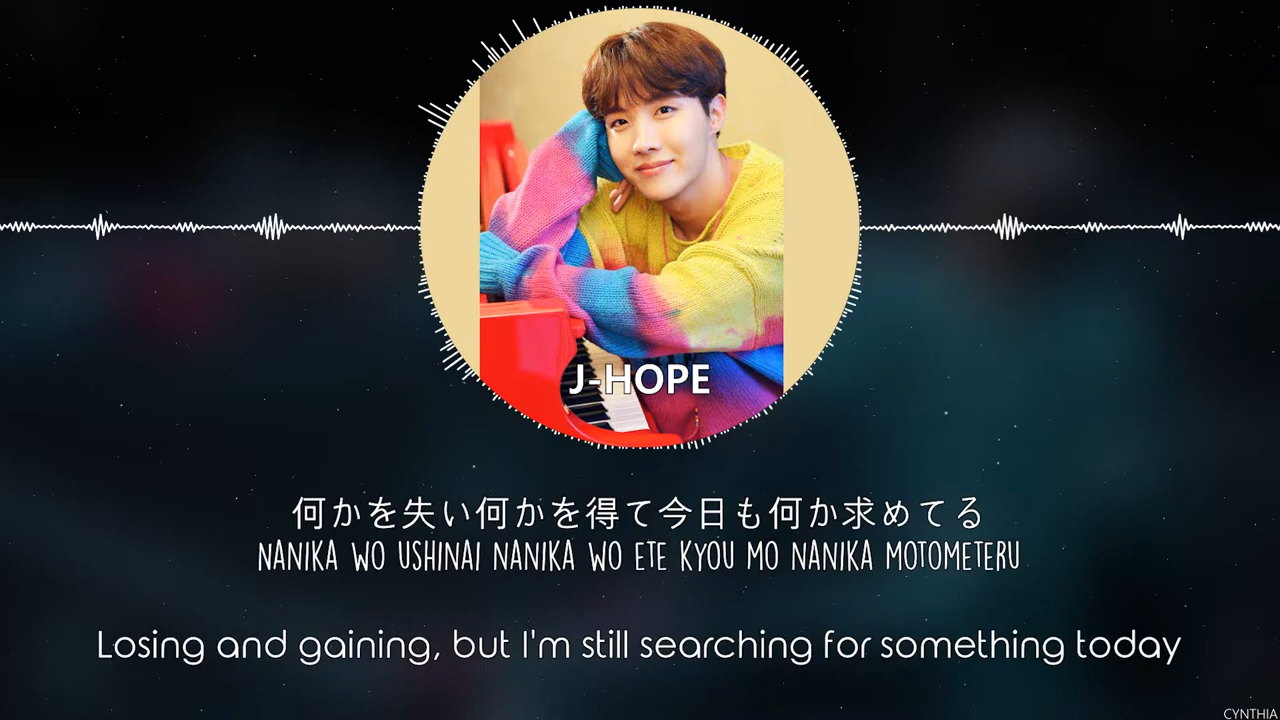 J-HOPE
何かを失い何かを得て今日も何か求めてる
NANIKA WO USHINAI NANIKA WO ETE KYOU MO NANIKA MOTOMETERU
Losing and gaining, but I'm still searching for something today
CYNTHIA